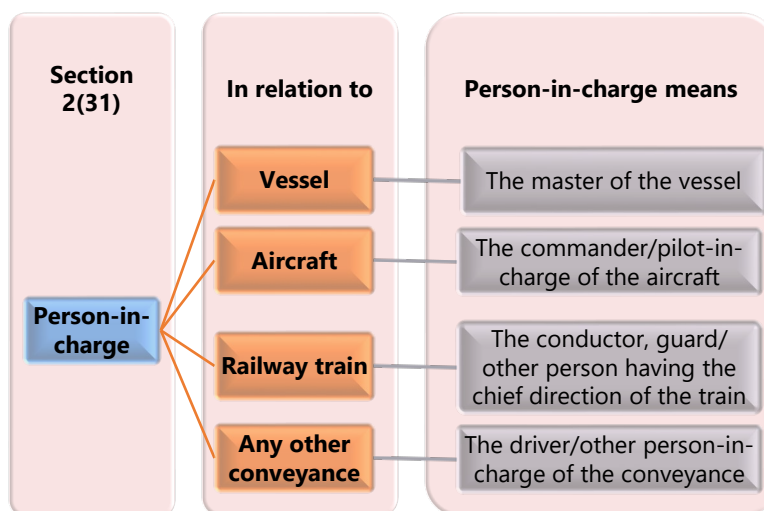 Section
2(31)
In relation to
Person-in-charge means
Person-in-
charge
Vessel
The master of the vessel
Aircraft
The commander/pilot-in-
charge of the aircraft
Railway train
The conductor, guard/
other person having the
chief direction of the train
Any other
conveyance
The driver/other person-in-
charge of the conveyance